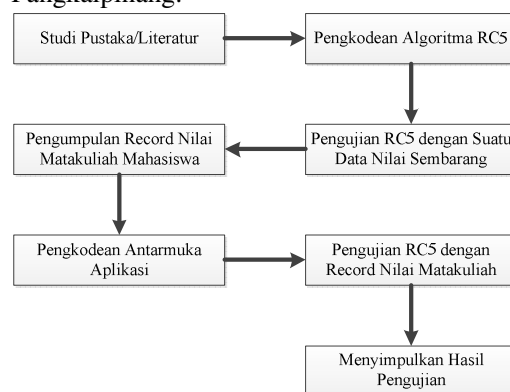 Pangkalpinang.
Studi Pustaka/Literatur
Pengkodean Algoritma RC5
Pengujian RC5 dengan Suatu
Data Nilai Sembarang
Pengumpulan Record Nilai
Matakuliah Mahasiswa
Pengkodean Antarmuka
Aplikasi
Pengujian RC5 dengan
Record Nilai Matakuliah
Menyimpulkan Hasil
Pengujian